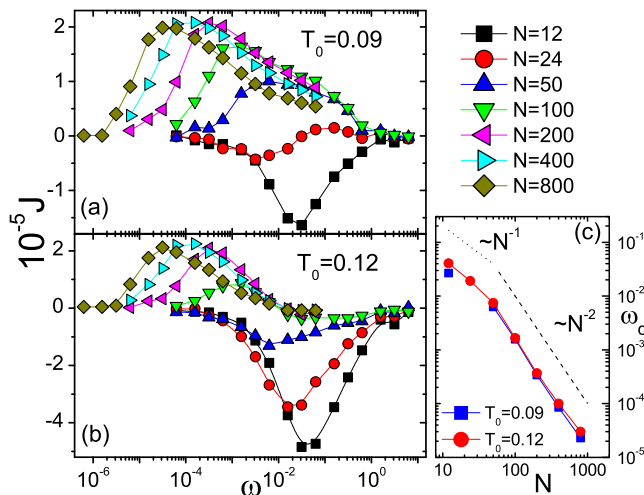 T₀=0.09
2
1
0
-1
(a)
10⁻⁵J
T₀=0.12
2
0
-2
-4
(b)
10⁻⁶
10⁻⁴
10⁻²
10⁰
ω
N=12
N=24
N=50
N=100
N=200
N=400
N=800
(c)
~N⁻¹
~N⁻²
10⁻¹
10⁻²
10⁻³
10⁻⁴
10⁻⁵
ω
T₀=0.09
T₀=0.12
10
100
1000
N